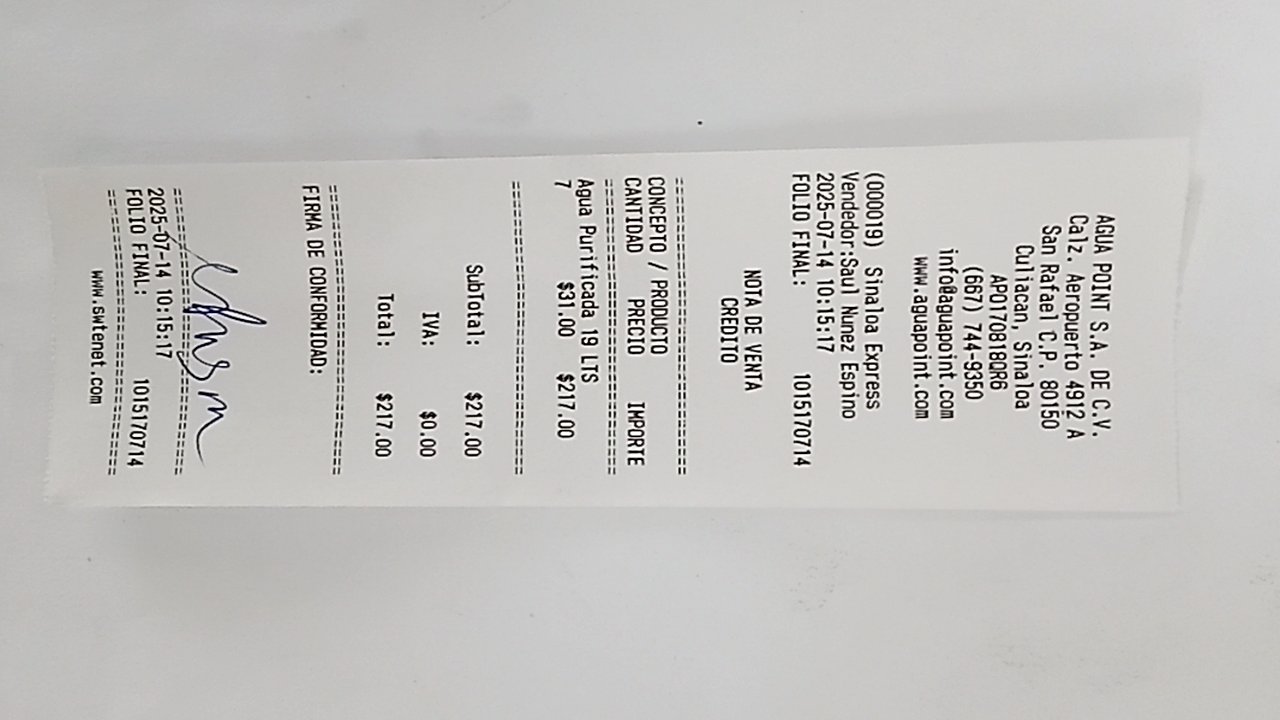 AGUA POINT S.A. DE C.V.
Calz. Aeropuerto 4912 A
San Rafael C.P. 80150
Culiacan, Sinaloa
APO170818QR6
(667) 744-9350
info@aguapoint.com
www.aguapoint.com
(000019) Sinaloa Express
Vendedor:Saul Nunez Espino
2025-07-14 10:15:17
FOLIO FINAL: 1015170714
NOTA DE VENTA
CREDITO
CONCEPTO / PRODUCTO
CANTIDAD PRECIO IMPORTE
Agua Purificada 19 LTS
7 $31.00 $217.00
SubTotal: $217.00
IVA: $0.00
Total: $217.00
FIRMA DE CONFORMIDAD:
2025-07-14 10:15:17
FOLIO FINAL: 1015170714
www.swtenet.com